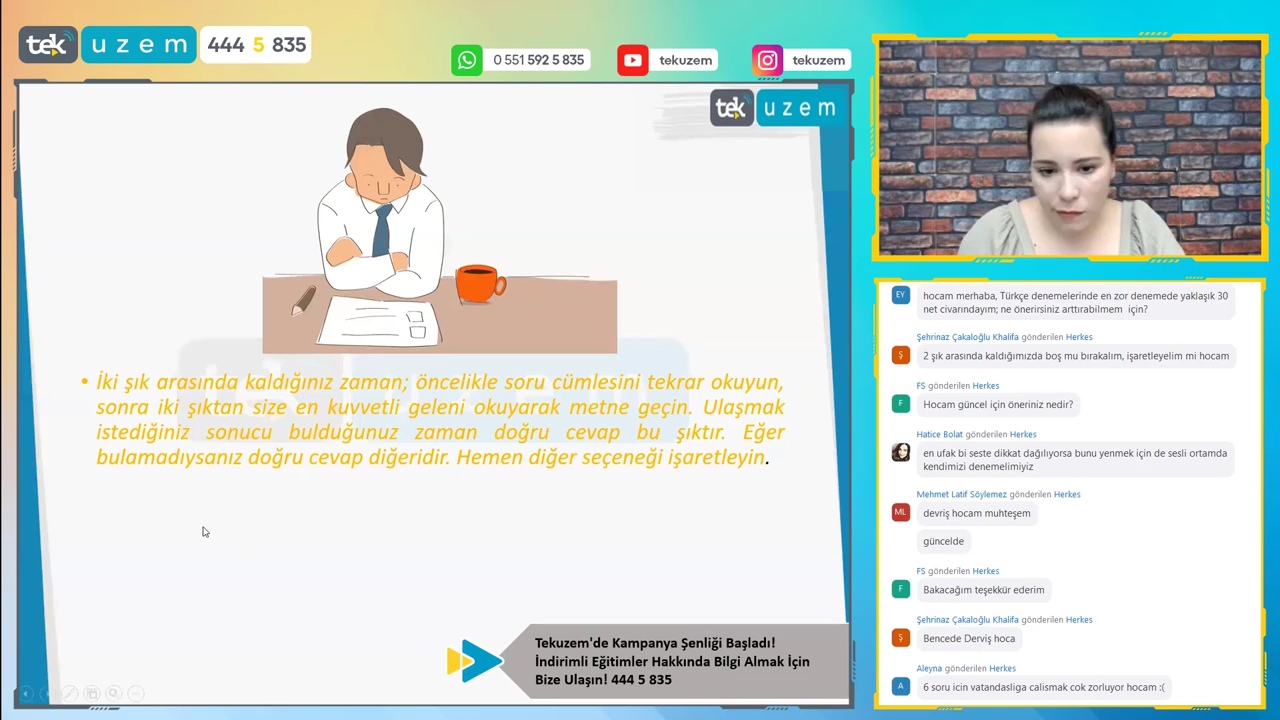 tek uzem 444 5 835
0 551 592 5 835
tekuzem
tekuzem
tek uzem
• İki şık arasında kaldığınız zaman; öncelikle soru cümlesini tekrar okuyun,
sonra iki şıktan size en kuvvetli geleni okuyarak metne geçin. Ulaşmak
istediğiniz sonucu bulduğunuz zaman doğru cevap bu şıktır. Eğer
bulamadıysanız doğru cevap diğeridir. Hemen diğer seçeneği işaretleyin.
Tekuzem'de Kampanya Şenliği Başladı!
İndirimli Eğitimler Hakkında Bilgi Almak İçin
Bize Ulaşın! 444 5 835
EY
hocam merhaba, Türkçe denemelerinde en zor denemede yaklaşık 30
net civarındayım; ne önerirsiniz arttırabilmem için?
Şehrinaz Çakaloğlu Khalifa gönderilen Herkes
Ş
2 şık arasında kaldığımızda boş mu bırakalım, işaretleyelim mi hocam
FS gönderilen Herkes
F
Hocam güncel için öneriniz nedir?
Hatice Bolat gönderilen Herkes
en ufak bi seste dikkat dağılıyorsa bunu yenmek için de sesli ortamda
kendimizi denemelimiyiz
Mehmet Latif Söylemez gönderilen Herkes
ML
devriş hocam muhteşem
güncelde
FS gönderilen Herkes
F
Bakacağım teşekkür ederim
Şehrinaz Çakaloğlu Khalifa gönderilen Herkes
Ş
Bencede Derviş hoca
Aleyna gönderilen Herkes
A
6 soru icin vatandasliga calismak cok zorluyor hocam :(